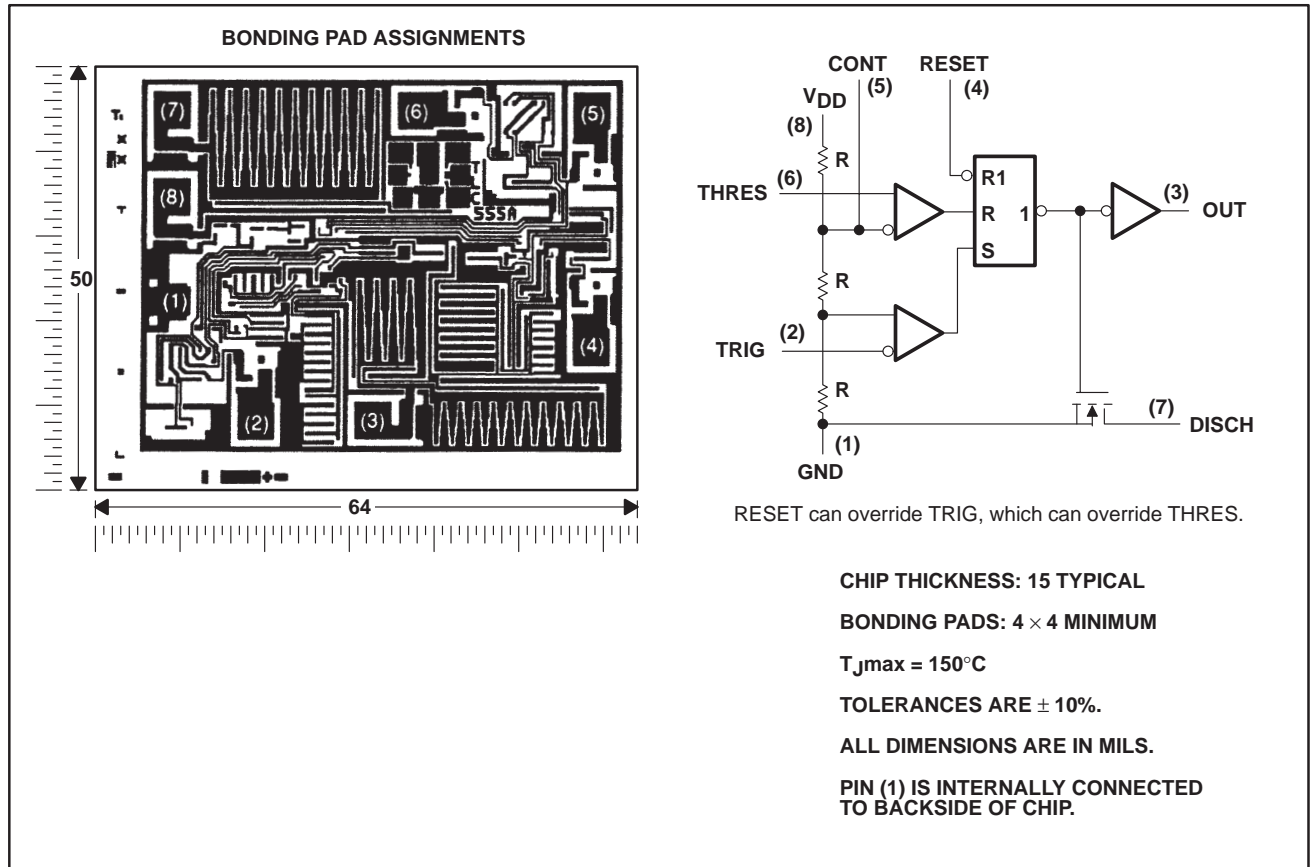 BONDING PAD ASSIGNMENTS
(7)
(6)
(5)
(8)
T
L
C
555A
(1)
(4)
(2)
(3)
50
64
CONT
(5)
RESET
(4)
VDD
(8)
R
THRES
(6)
R1
R
1
S
(3)
OUT
R
TRIG
(2)
R
(7)
DISCH
(1)
GND
RESET can override TRIG, which can override THRES.
CHIP THICKNESS: 15 TYPICAL
BONDING PADS: 4 × 4 MINIMUM
TJmax = 150°C
TOLERANCES ARE ± 10%.
ALL DIMENSIONS ARE IN MILS.
PIN (1) IS INTERNALLY CONNECTED
TO BACKSIDE OF CHIP.